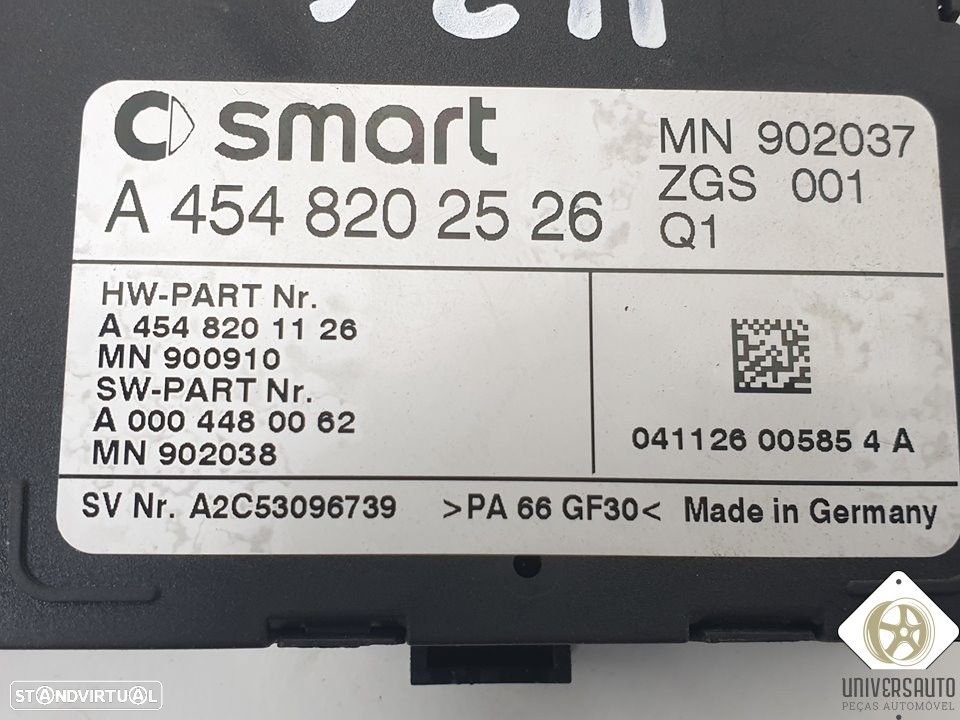 smart
A 454 820 25 26
MN 902037
ZGS 001
Q1
HW-PART Nr.
A 454 820 11 26
MN 900910
SW-PART Nr.
A 000 448 00 62
MN 902038
041126 00585 4 A
SV Nr. A2C53096739 >PA 66 GF30< Made in Germany
STANDVIRTUAL
UNIVERSAUTO
PEÇAS AUTOMÓVEL